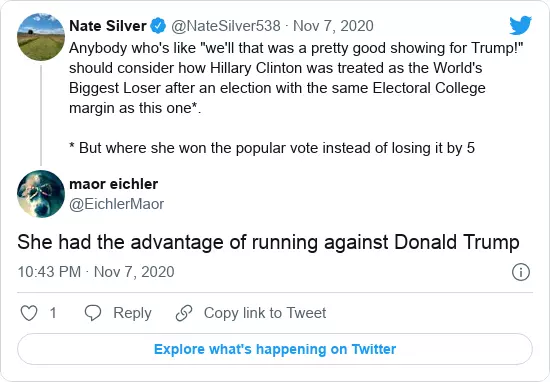 Nate Silver @NateSilver538 · Nov 7, 2020
Anybody who's like "we'll that was a pretty good showing for Trump!"
should consider how Hillary Clinton was treated as the World's
Biggest Loser after an election with the same Electoral College
margin as this one*.
* But where she won the popular vote instead of losing it by 5
maor eichler
@EichlerMaor
She had the advantage of running against Donald Trump
10:43 PM · Nov 7, 2020
1 Reply Copy link to Tweet
Explore what's happening on Twitter